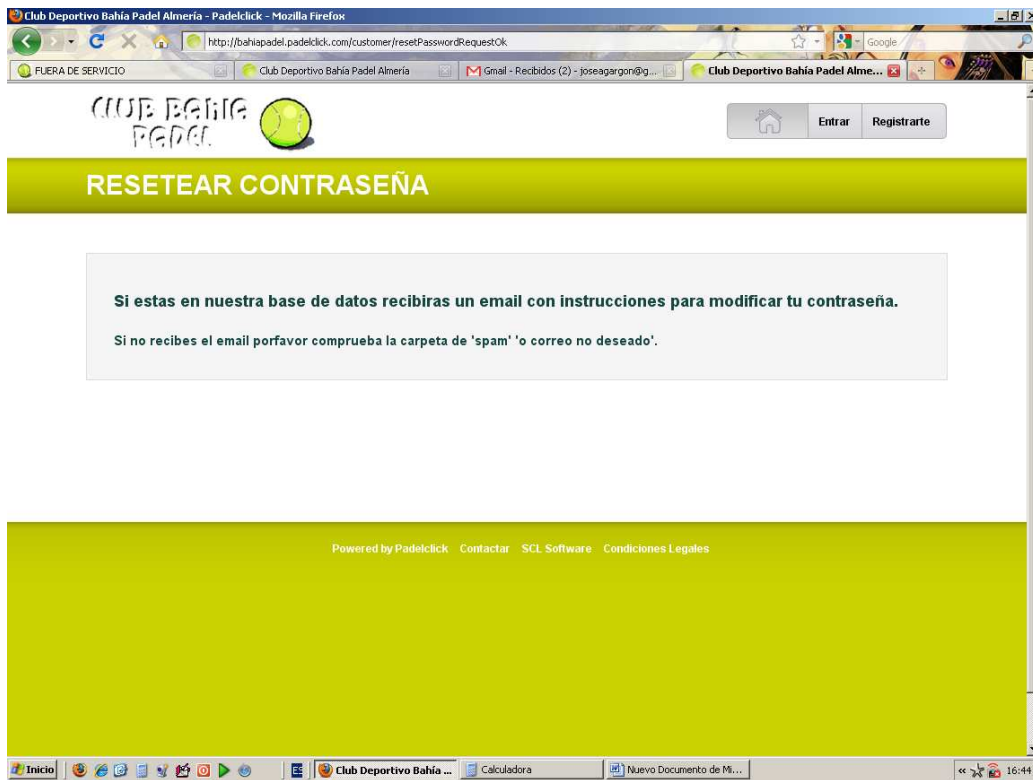 Club Deportivo Bahía Padel Almería - Padelclick - Mozilla Firefox
http://bahiapadel.padelclick.com/customer/resetPasswordRequestOk
Google
FUERA DE SERVICIO
Club Deportivo Bahía Padel Almería
Gmail - Recibidos (2) - joseagargon@g...
Club Deportivo Bahía Padel Alme...
CLUB BAHIA
PADEL
Entrar
Registrarte
RESETEAR CONTRASEÑA
Si estas en nuestra base de datos recibiras un email con instrucciones para modificar tu contraseña.
Si no recibes el email porfavor comprueba la carpeta de 'spam' 'o correo no deseado'.
Powered by Padelclick Contactar SCL Software Condiciones Legales
Inicio
ES
Club Deportivo Bahía ...
Calculadora
Nuevo Documento de Mi...
16:44